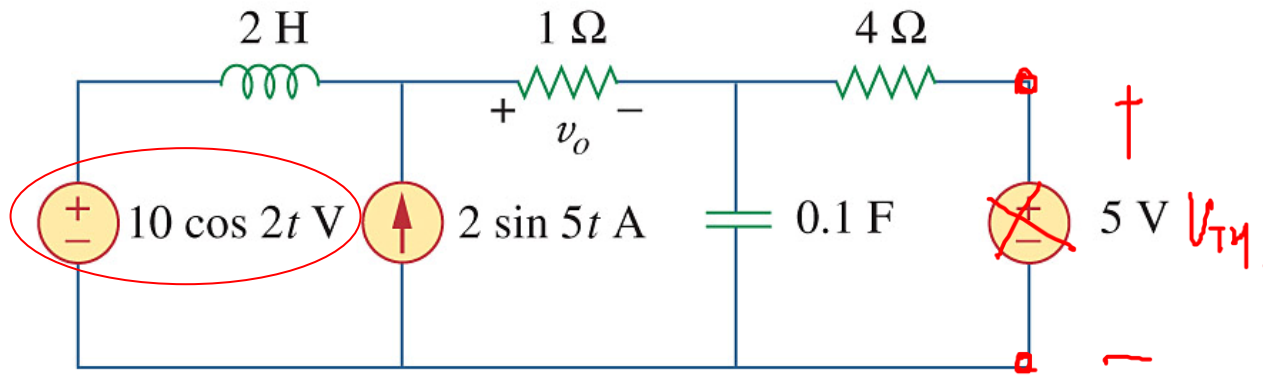 2 H 1 Ω 4 Ω
+ v_o −
10 cos 2t V 2 sin 5t A 0.1 F 5 V V_TH
+ −
+ −
+
−